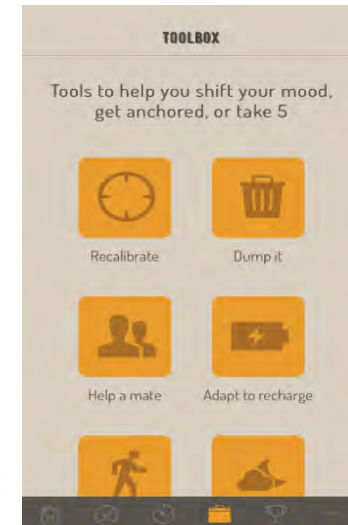 TOOLBOX
Tools to help you shift your mood,
get anchored, or take 5
Recalibrate
Dump it
Help a mate
Adapt to recharge